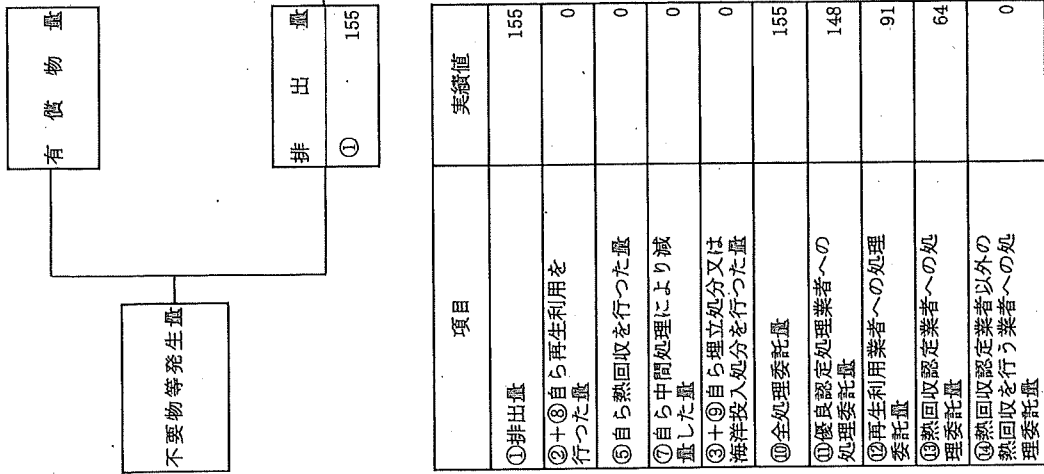 有償物量
不要物等発生量
排出量
① 155
項目 実績値
①排出量 155
②+⑧自ら再生利用を
行つた量 0
⑤自ら熱回収を行つた量 0
⑦自ら中間処理により減
量した量 0
③+⑨自ら埋立処分又は
海洋投入処分を行つた量 0
⑩全処理委託量 155
⑪優良認定処理業者への
処理委託量 148
⑫再生利用業者への処理
委託量 91
⑬熱回収認定業者への処
理委託量 64
⑭熱回収認定業者以外の
熱回収を行う業者への処
理委託量 0